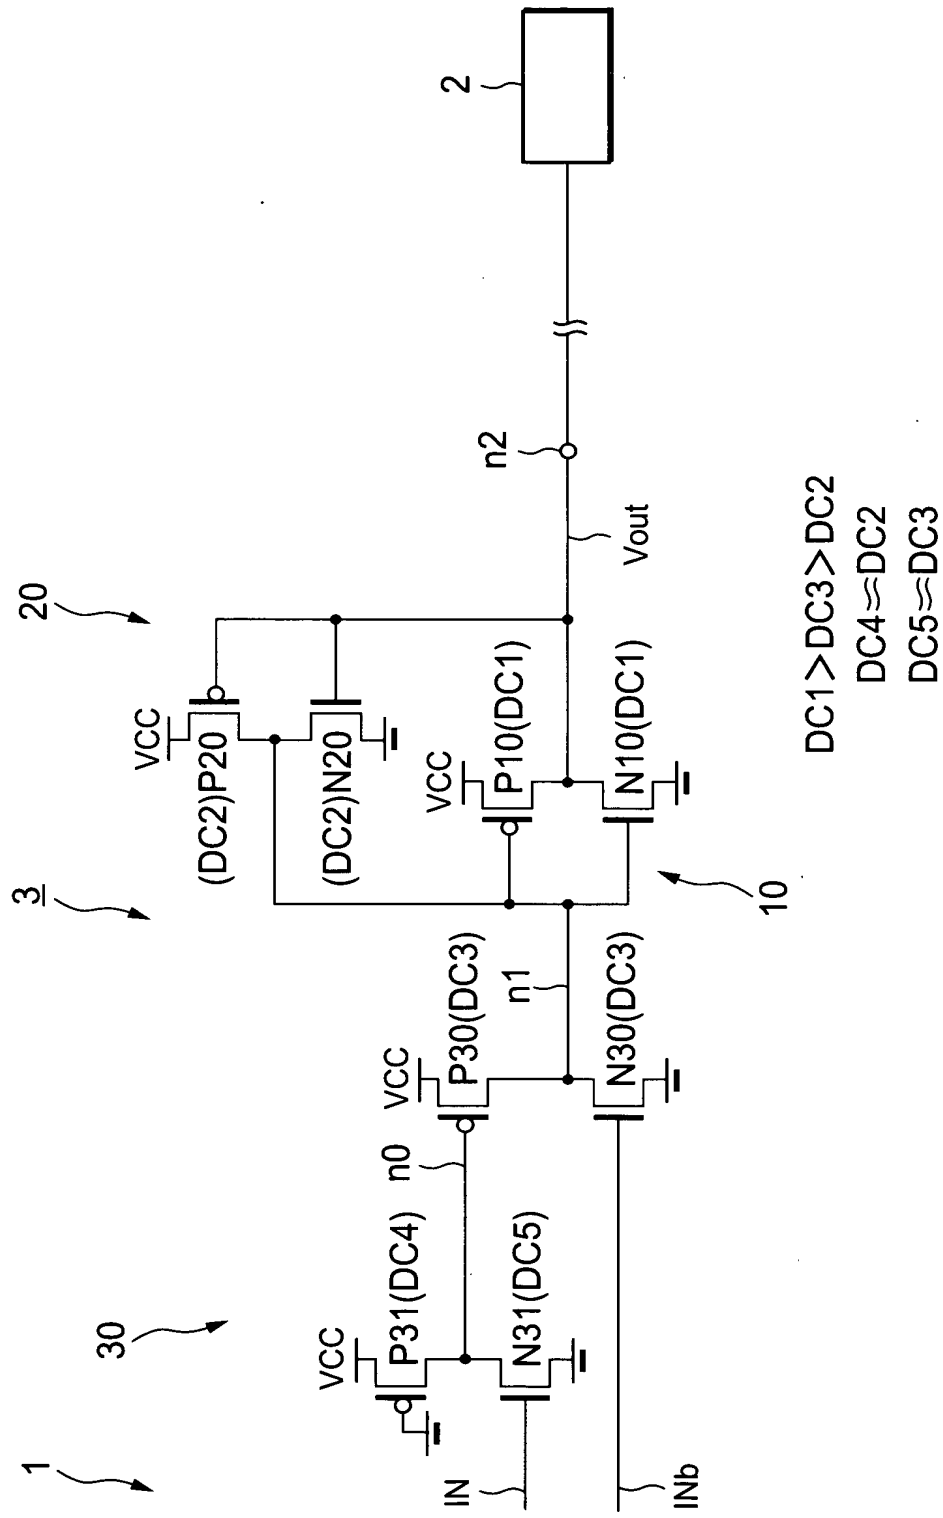 1
30
3
20
VCC
P31(DC4)
N31(DC5)
IN
INb
n0
VCC
P30(DC3)
N30(DC3)
n1
VCC
(DC2)P20
(DC2)N20
VCC
P10(DC1)
N10(DC1)
10
Vout
n2
2
DC1>DC3>DC2
DC4≈DC2
DC5≈DC3